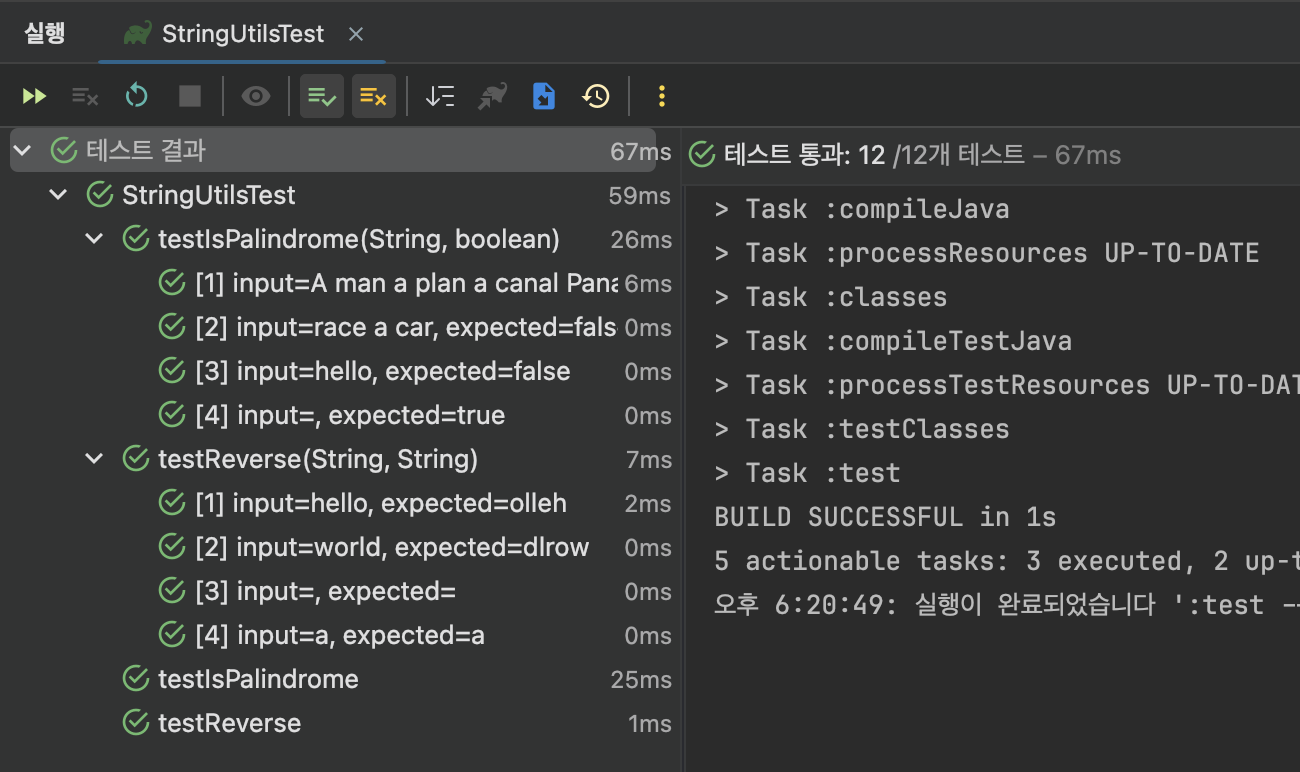 실행 StringUtilsTest
테스트 결과 67ms
StringUtilsTest 59ms
testIsPalindrome(String, boolean) 26ms
[1] input=A man a plan a canal Pana 6ms
[2] input=race a car, expected=fals 0ms
[3] input=hello, expected=false 0ms
[4] input=, expected=true 0ms
testReverse(String, String) 7ms
[1] input=hello, expected=olleh 2ms
[2] input=world, expected=dlrow 0ms
[3] input=, expected= 0ms
[4] input=a, expected=a 0ms
testIsPalindrome 25ms
testReverse 1ms
테스트 통과: 12 /12개 테스트 – 67ms
> Task :compileJava
> Task :processResources UP-TO-DATE
> Task :classes
> Task :compileTestJava
> Task :processTestResources UP-TO-DAT
> Task :testClasses
> Task :test
BUILD SUCCESSFUL in 1s
5 actionable tasks: 3 executed, 2 up-t
오후 6:20:49: 실행이 완료되었습니다 ':test --